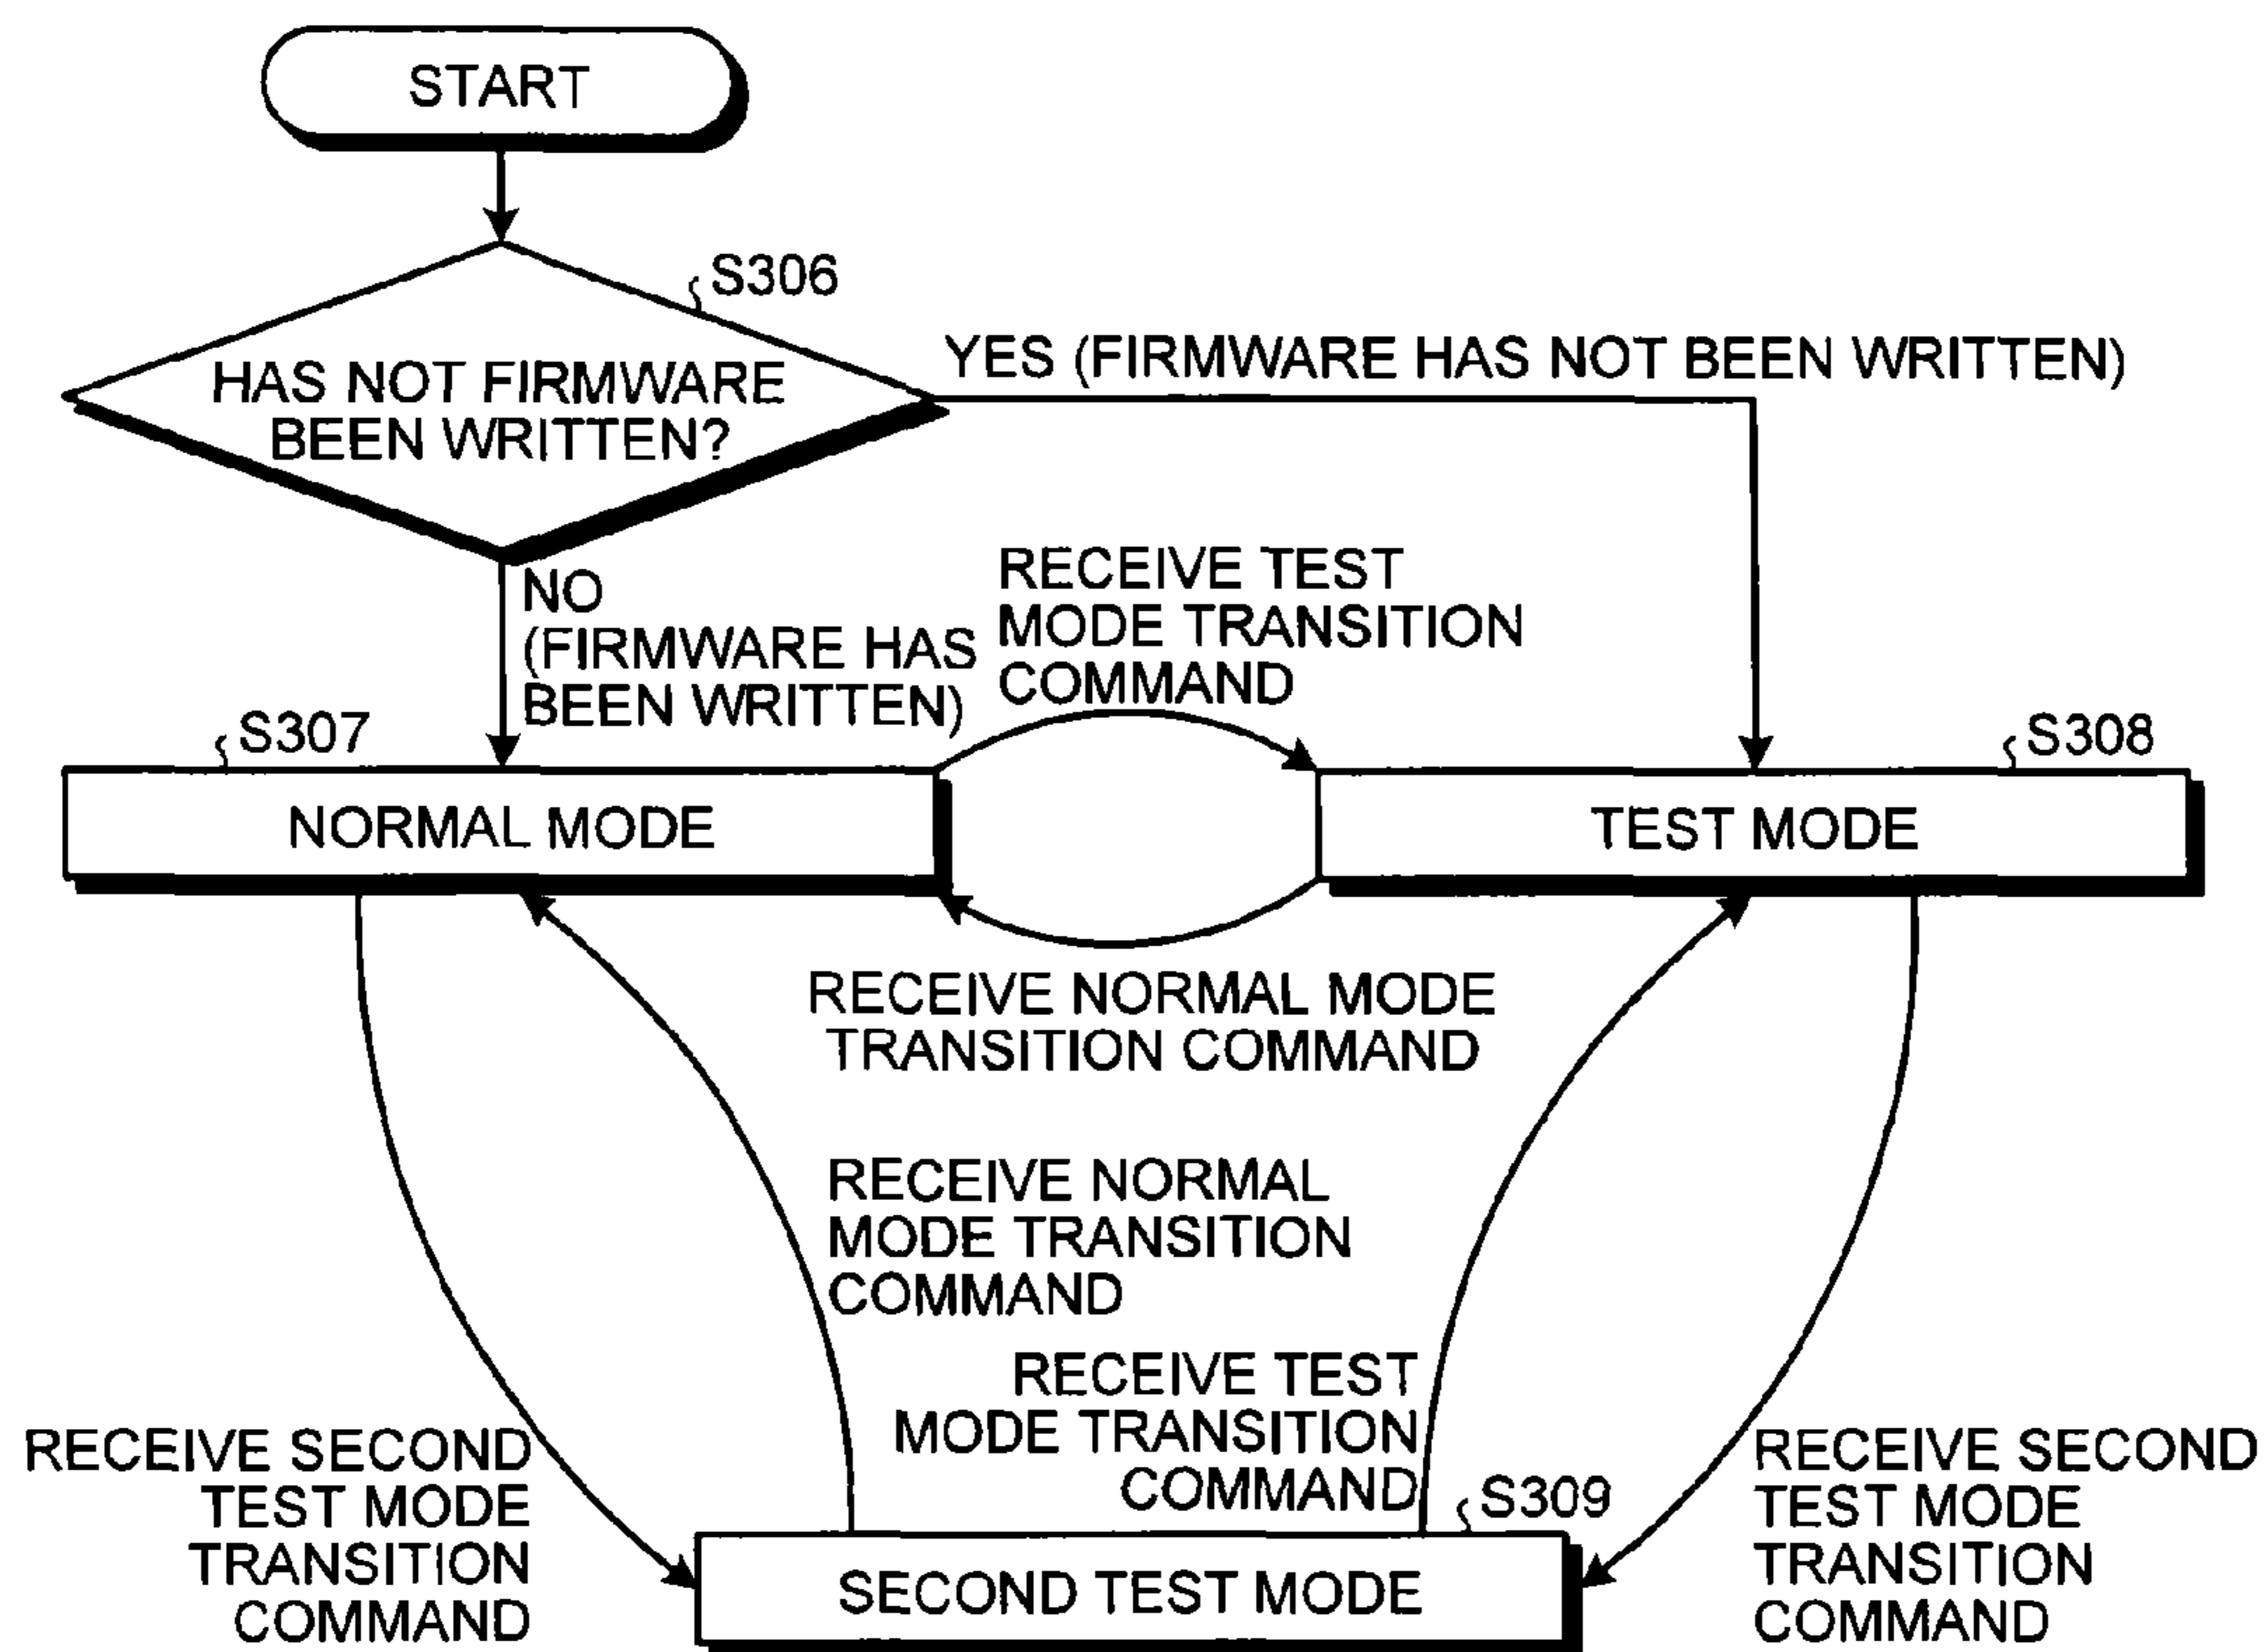 START
S306
HAS NOT FIRMWARE
BEEN WRITTEN?
YES (FIRMWARE HAS NOT BEEN WRITTEN)
NO
(FIRMWARE HAS
BEEN WRITTEN)
RECEIVE TEST
MODE TRANSITION
COMMAND
S307
NORMAL MODE
S308
TEST MODE
RECEIVE NORMAL MODE
TRANSITION COMMAND
RECEIVE NORMAL
MODE TRANSITION
COMMAND
RECEIVE TEST
MODE TRANSITION
COMMAND
RECEIVE SECOND
TEST MODE
TRANSITION
COMMAND
S309
SECOND TEST MODE
RECEIVE SECOND
TEST MODE
TRANSITION
COMMAND